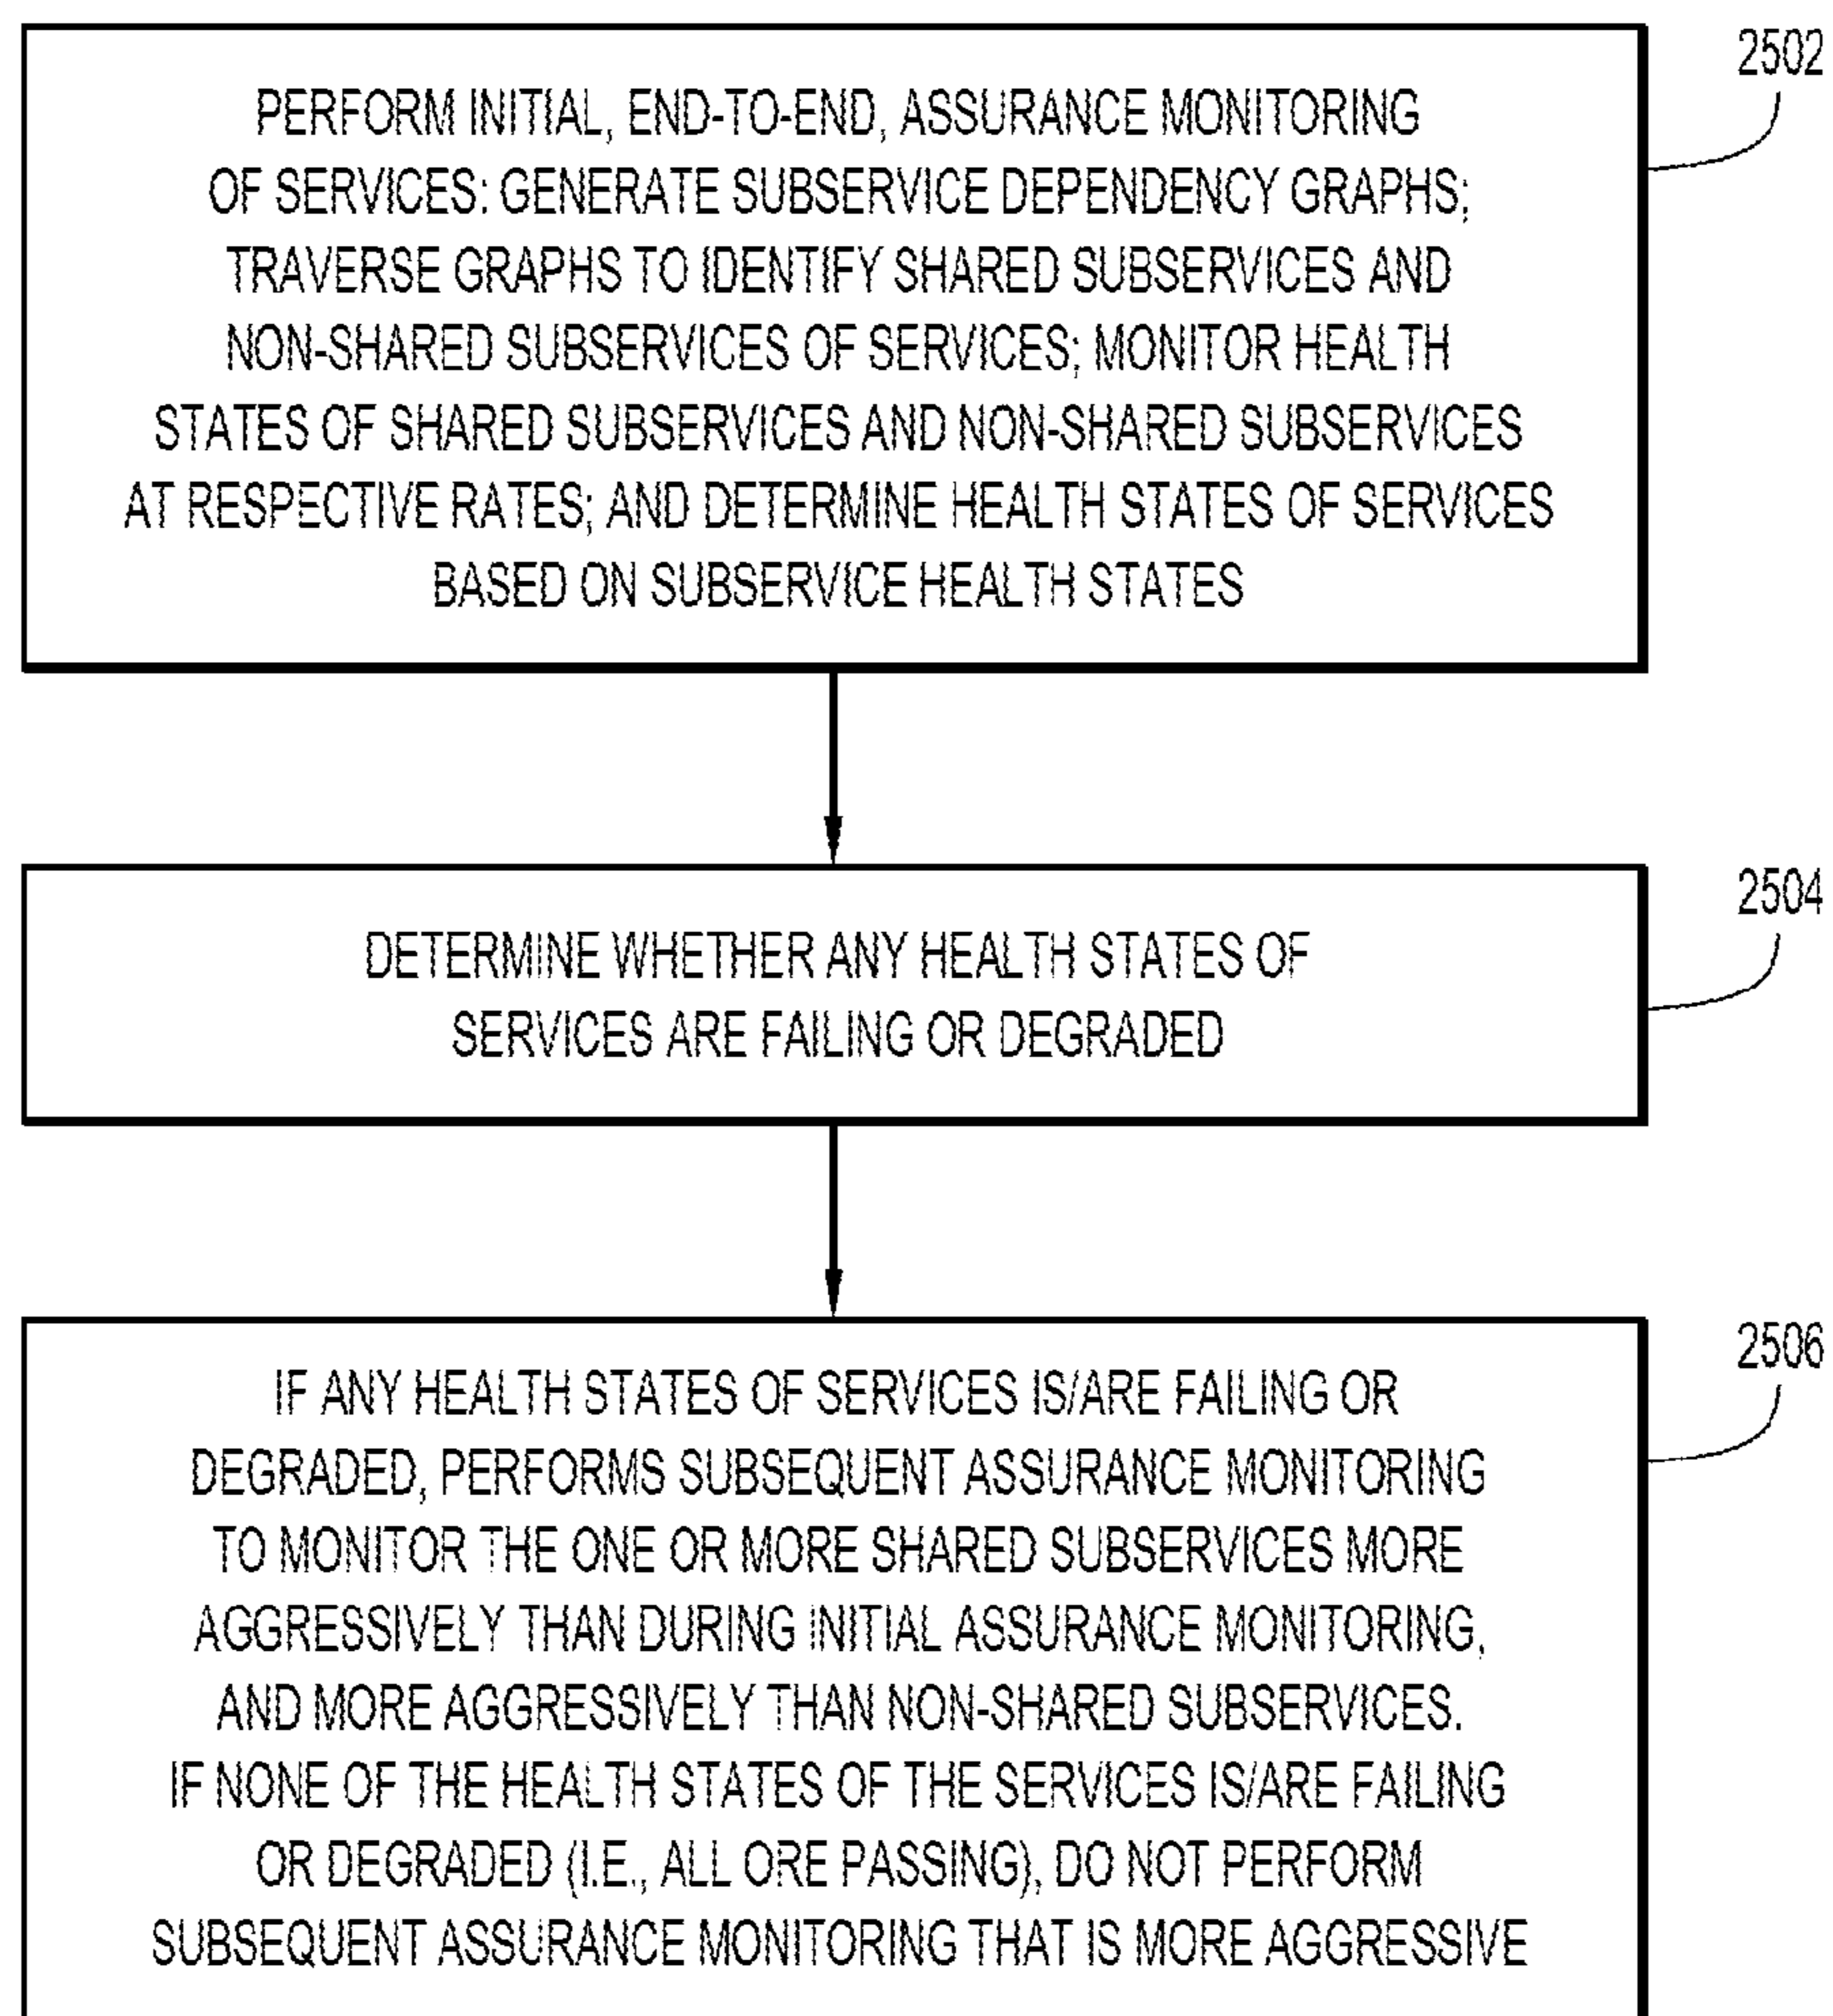 2502
PERFORM INITIAL, END-TO-END, ASSURANCE MONITORING
OF SERVICES: GENERATE SUBSERVICE DEPENDENCY GRAPHS;
TRAVERSE GRAPHS TO IDENTIFY SHARED SUBSERVICES AND
NON-SHARED SUBSERVICES OF SERVICES; MONITOR HEALTH
STATES OF SHARED SUBSERVICES AND NON-SHARED SUBSERVICES
AT RESPECTIVE RATES; AND DETERMINE HEALTH STATES OF SERVICES
BASED ON SUBSERVICE HEALTH STATES
2504
DETERMINE WHETHER ANY HEALTH STATES OF
SERVICES ARE FAILING OR DEGRADED
2506
IF ANY HEALTH STATES OF SERVICES IS/ARE FAILING OR
DEGRADED, PERFORMS SUBSEQUENT ASSURANCE MONITORING
TO MONITOR THE ONE OR MORE SHARED SUBSERVICES MORE
AGGRESSIVELY THAN DURING INITIAL ASSURANCE MONITORING,
AND MORE AGGRESSIVELY THAN NON-SHARED SUBSERVICES.
IF NONE OF THE HEALTH STATES OF THE SERVICES IS/ARE FAILING
OR DEGRADED (I.E., ALL ORE PASSING), DO NOT PERFORM
SUBSEQUENT ASSURANCE MONITORING THAT IS MORE AGGRESSIVE